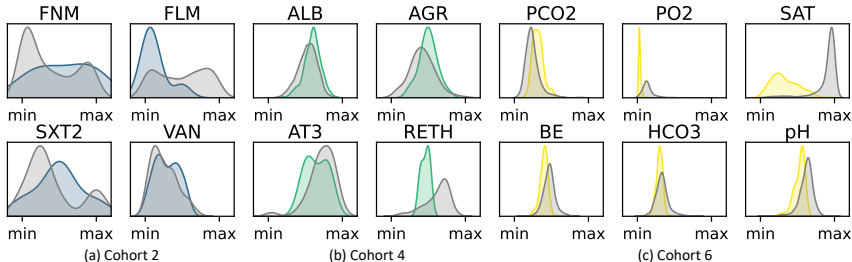 FNM FLM ALB AGR PCO2 PO2 SAT
min max min max min max min max min max min max min max
SXT2 VAN AT3 RETH BE HCO3 pH
min max min max min max min max min max min max min max
(a) Cohort 2 (b) Cohort 4 (c) Cohort 6